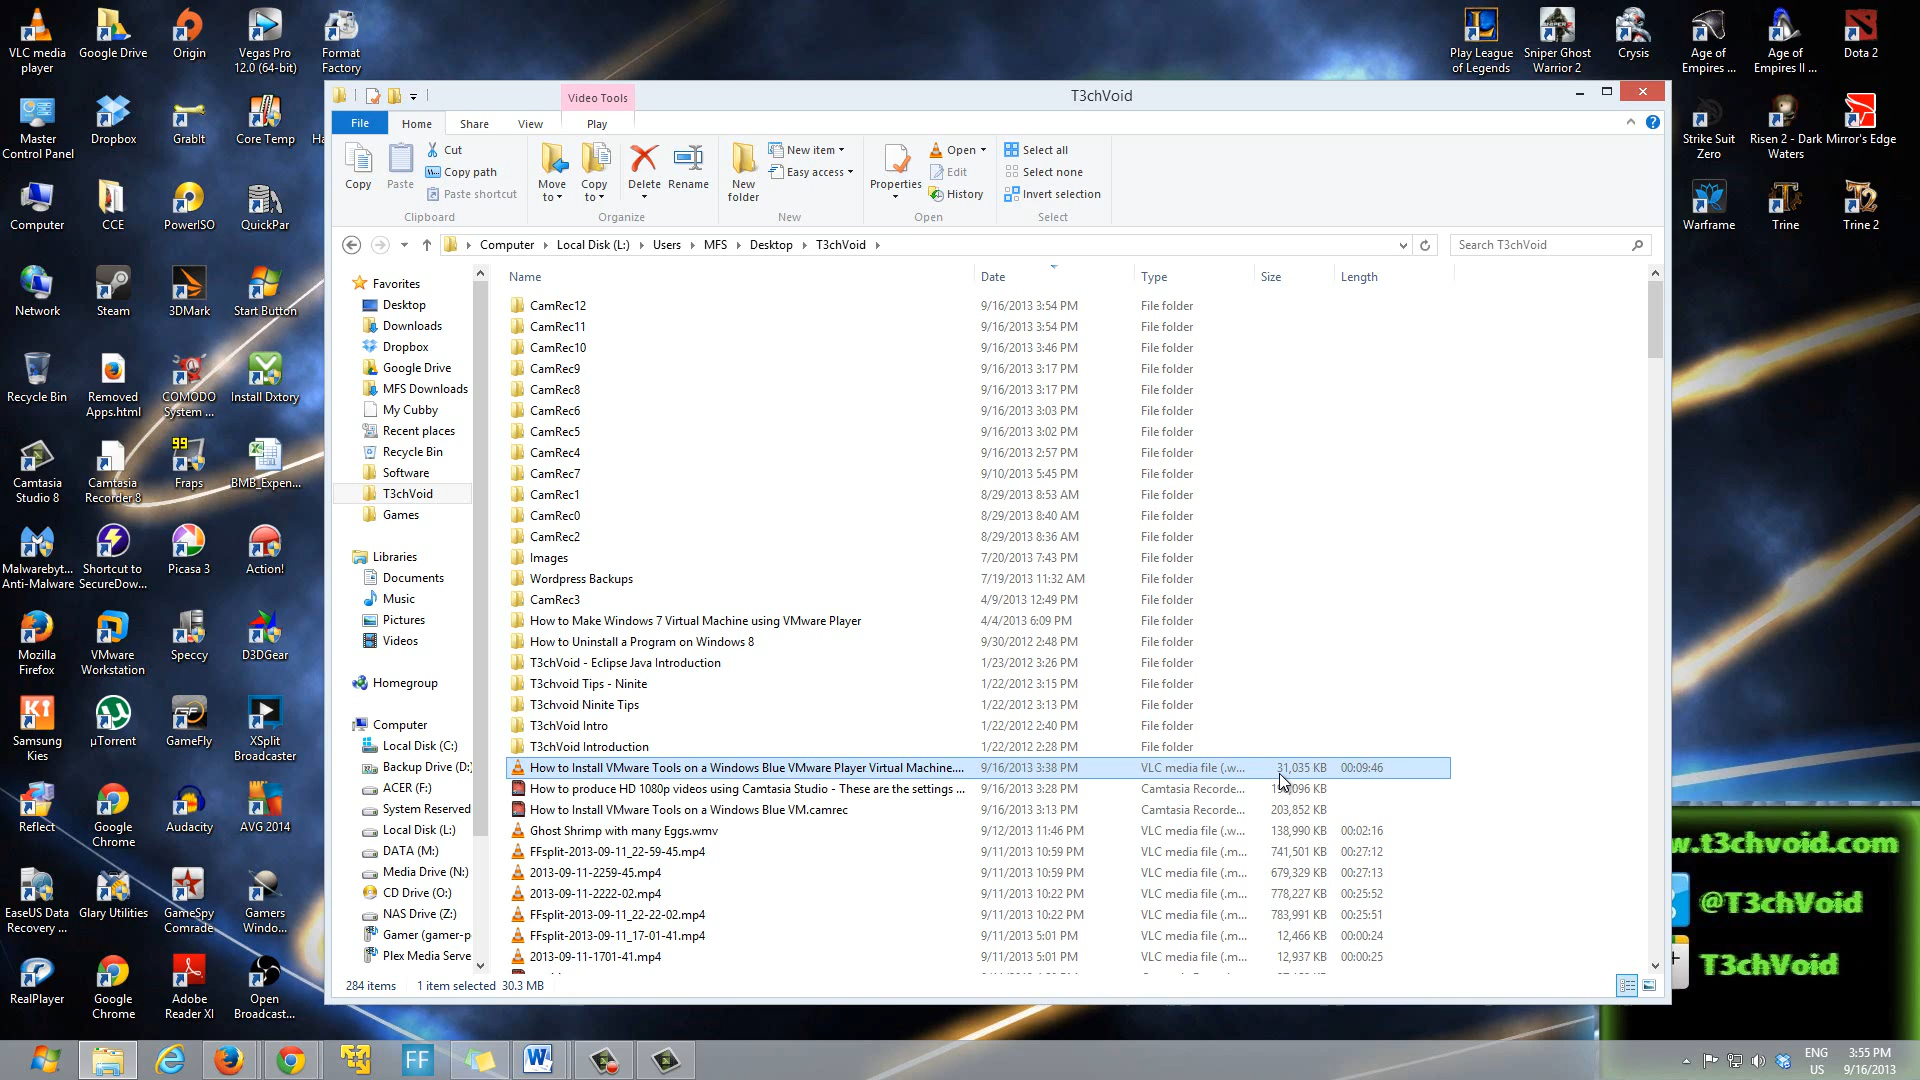 VLC media player
Google Drive
Origin
Vegas Pro 12.0 (64-bit)
Format Factory
Play League of Legends
Sniper Ghost Warrior 2
Crysis
Age of Empires ...
Age of Empires II ...
Dota 2
Master Control Panel
Dropbox
GrabIt
Core Temp
Strike Suit Zero
Risen 2 - Dark Waters
Mirror's Edge
Computer
CCE
PowerISO
QuickPar
Warframe
Trine
Trine 2
Network
Steam
3DMark
Start Button
Recycle Bin
Removed Apps.html
COMODO System ...
Install Dxtory
Camtasia Studio 8
Camtasia Recorder 8
99
Fraps
BMB_Expen...
Malwarebyt... Anti-Malware
Shortcut to SecureDow...
Picasa 3
Action!
Mozilla Firefox
VMware Workstation
Speccy
D3DGear
Samsung Kies
µTorrent
GameFly
XSplit Broadcaster
Reflect
Google Chrome
Audacity
AVG 2014
EaseUS Data Recovery ...
Glary Utilities
GameSpy Comrade
Gamers Windo...
RealPlayer
Google Chrome
Adobe Reader XI
Open Broadcast...
Video Tools
T3chVoid
File Home Share View Play
Copy
Paste
Cut
Copy path
Paste shortcut
Clipboard
Move to
Copy to
Delete
Rename
Organize
New folder
New item
Easy access
New
Properties
Open
Edit
History
Open
Select all
Select none
Invert selection
Select
Computer Local Disk (L:) Users MFS Desktop T3chVoid
Search T3chVoid
Favorites
Desktop
Downloads
Dropbox
Google Drive
MFS Downloads
My Cubby
Recent places
Recycle Bin
Software
T3chVoid
Games
Libraries
Documents
Music
Pictures
Videos
Homegroup
Computer
Local Disk (C:)
Backup Drive (D:)
ACER (F:)
System Reserved
Local Disk (L:)
DATA (M:)
Media Drive (N:)
CD Drive (O:)
NAS Drive (Z:)
Gamer (gamer-p
Plex Media Serve
Name Date Type Size Length
CamRec12 9/16/2013 3:54 PM File folder
CamRec11 9/16/2013 3:54 PM File folder
CamRec10 9/16/2013 3:46 PM File folder
CamRec9 9/16/2013 3:17 PM File folder
CamRec8 9/16/2013 3:17 PM File folder
CamRec6 9/16/2013 3:03 PM File folder
CamRec5 9/16/2013 3:02 PM File folder
CamRec4 9/16/2013 2:57 PM File folder
CamRec7 9/10/2013 5:45 PM File folder
CamRec1 8/29/2013 8:53 AM File folder
CamRec0 8/29/2013 8:40 AM File folder
CamRec2 8/29/2013 8:36 AM File folder
Images 7/20/2013 7:43 PM File folder
Wordpress Backups 7/19/2013 11:32 AM File folder
CamRec3 4/9/2013 12:49 PM File folder
How to Make Windows 7 Virtual Machine using VMware Player 4/4/2013 6:09 PM File folder
How to Uninstall a Program on Windows 8 9/30/2012 2:48 PM File folder
T3chVoid - Eclipse Java Introduction 1/23/2012 3:26 PM File folder
T3chvoid Tips - Ninite 1/22/2012 3:15 PM File folder
T3chvoid Ninite Tips 1/22/2012 3:13 PM File folder
T3chVoid Intro 1/22/2012 2:40 PM File folder
T3chVoid Introduction 1/22/2012 2:28 PM File folder
How to Install VMware Tools on a Windows Blue VMware Player Virtual Machine.... 9/16/2013 3:38 PM VLC media file (.w... 31,035 KB 00:09:46
How to produce HD 1080p videos using Camtasia Studio - These are the settings ... 9/16/2013 3:28 PM Camtasia Recorde... KB
How to Install VMware Tools on a Windows Blue VM.camrec 9/16/2013 3:13 PM Camtasia Recorde... 203,852 KB
Ghost Shrimp with many Eggs.wmv 9/12/2013 11:46 PM VLC media file (.w... 138,990 KB 00:02:16
FFsplit-2013-09-11_22-59-45.mp4 9/11/2013 10:59 PM VLC media file (.m... 741,501 KB 00:27:12
2013-09-11-2259-45.mp4 9/11/2013 10:59 PM VLC media file (.m... 679,329 KB 00:27:13
2013-09-11-2222-02.mp4 9/11/2013 10:22 PM VLC media file (.m... 778,227 KB 00:25:52
FFsplit-2013-09-11_22-22-02.mp4 9/11/2013 10:22 PM VLC media file (.m... 783,991 KB 00:25:51
FFsplit-2013-09-11_17-01-41.mp4 9/11/2013 5:01 PM VLC media file (.m... 12,466 KB 00:00:24
2013-09-11-1701-41.mp4 9/11/2013 5:01 PM VLC media file (.m... 12,937 KB 00:00:25
284 items 1 item selected 30.3 MB
w.t3chvoid.com
@T3chVoid
T3chVoid
FF
ENG US
3:55 PM
9/16/2013